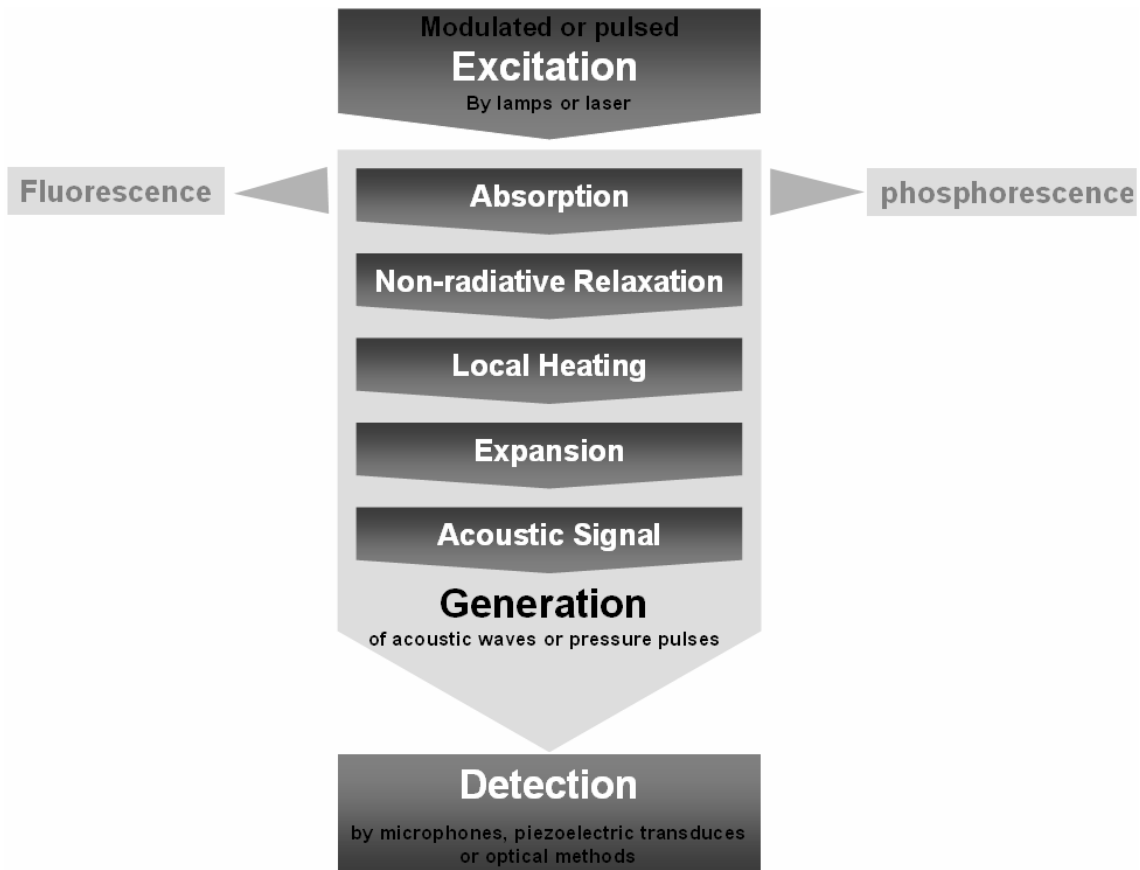 Modulated or pulsed
Excitation
By lamps or laser
Fluorescence
Absorption
phosphorescence
Non-radiative Relaxation
Local Heating
Expansion
Acoustic Signal
Generation
of acoustic waves or pressure pulses
Detection
by microphones, piezoelectric transduces
or optical methods